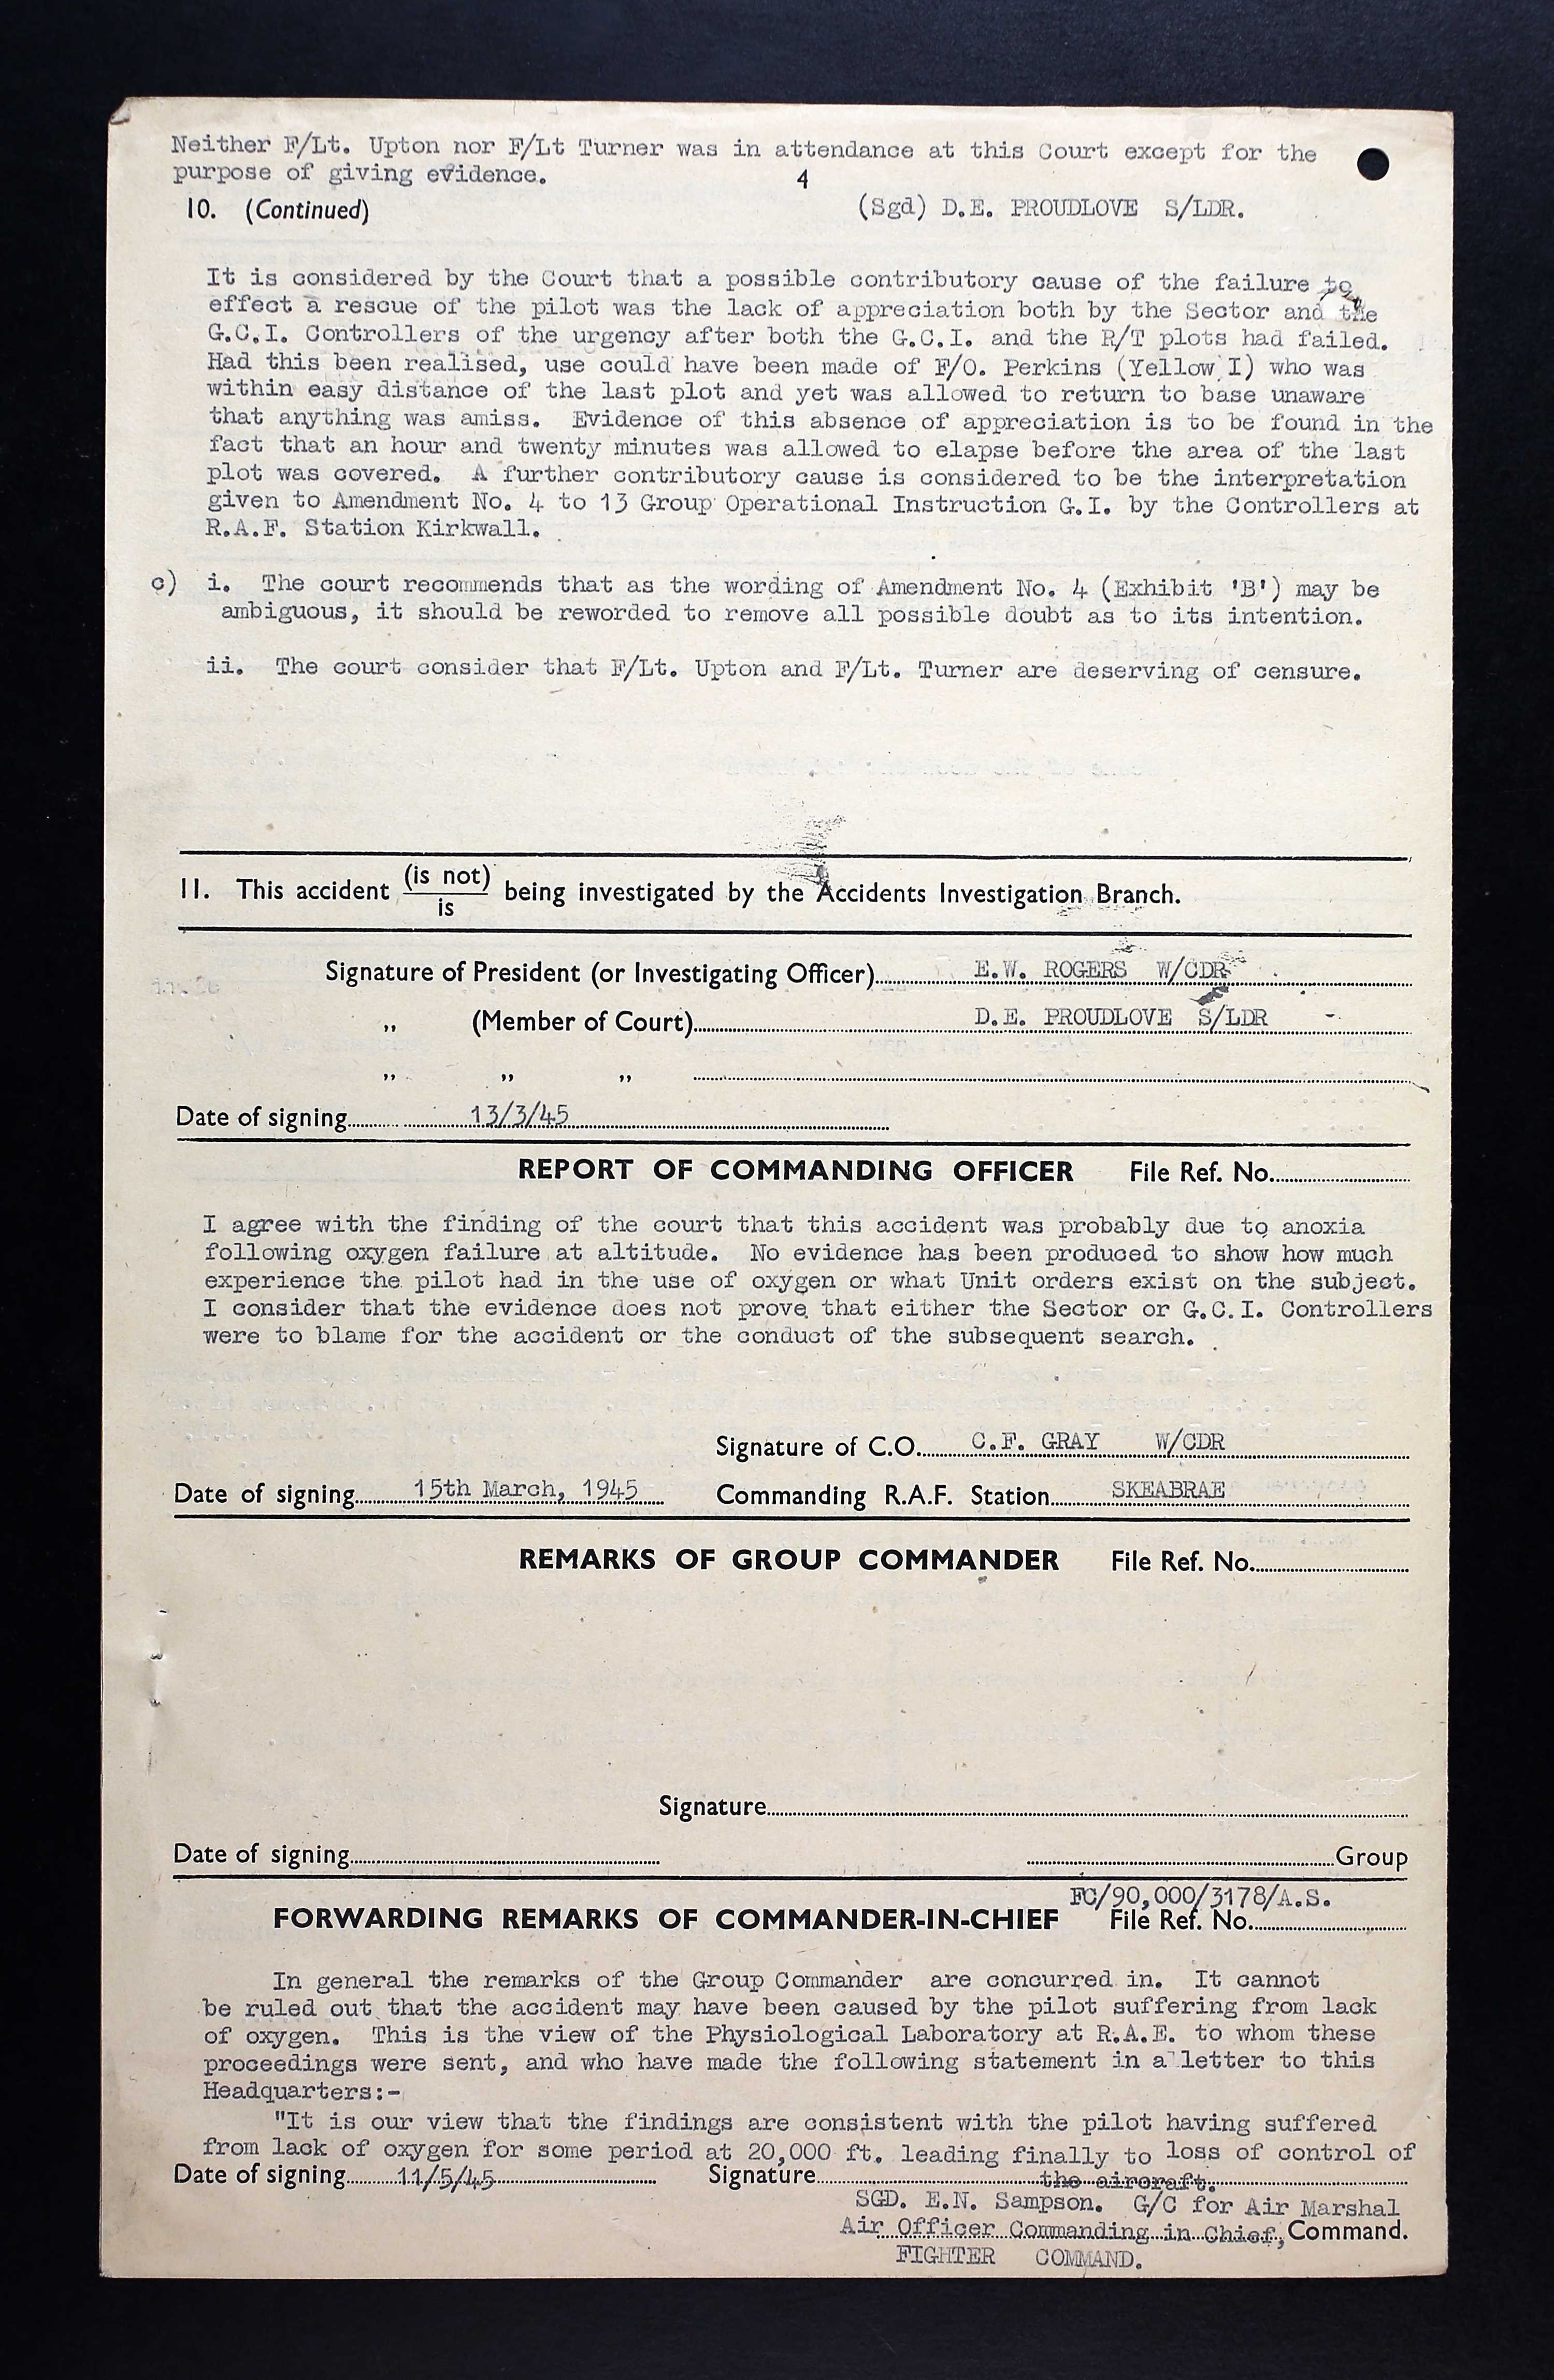 Neither F/Lt. Upton nor F/Lt Turner was in attendance at this Court except for the
purpose of giving evidence.
4
10. (Continued)
(Sgd) D.E. PROUDLOVE S/LDR.
It is considered by the Court that a possible contributory cause of the failure to
effect a rescue of the pilot was the lack of appreciation both by the Sector and the
G.C.I. Controllers of the urgency after both the G.C.I. and the R/T plots had failed.
Had this been realised, use could have been made of F/O. Perkins (Yellow I) who was
within easy distance of the last plot and yet was allowed to return to base unaware
that anything was amiss. Evidence of this absence of appreciation is to be found in the
fact that an hour and twenty minutes was allowed to elapse before the area of the last
plot was covered. A further contributory cause is considered to be the interpretation
given to Amendment No. 4 to 13 Group Operational Instruction G.I. by the Controllers at
R.A.F. Station Kirkwall.
c) i. The court recommends that as the wording of Amendment No. 4 (Exhibit 'B') may be
ambiguous, it should be reworded to remove all possible doubt as to its intention.
ii. The court consider that F/Lt. Upton and F/Lt. Turner are deserving of censure.
11. This accident (is not)/is being investigated by the Accidents Investigation Branch.
Signature of President (or Investigating Officer) E.W. ROGERS W/CDR
,, (Member of Court) D.E. PROUDLOVE S/LDR
,, ,, ,,
Date of signing 13/3/45
REPORT OF COMMANDING OFFICER File Ref. No.
I agree with the finding of the court that this accident was probably due to anoxia
following oxygen failure at altitude. No evidence has been produced to show how much
experience the pilot had in the use of oxygen or what Unit orders exist on the subject.
I consider that the evidence does not prove that either the Sector or G.C.I. Controllers
were to blame for the accident or the conduct of the subsequent search.
Signature of C.O. C.F. GRAY W/CDR
Date of signing 15th March, 1945 Commanding R.A.F. Station SKEABRAE
REMARKS OF GROUP COMMANDER File Ref. No.
Signature
Date of signing Group
FC/90,000/3178/A.S.
FORWARDING REMARKS OF COMMANDER-IN-CHIEF File Ref. No.
In general the remarks of the Group Commander are concurred in. It cannot
be ruled out that the accident may have been caused by the pilot suffering from lack
of oxygen. This is the view of the Physiological Laboratory at R.A.E. to whom these
proceedings were sent, and who have made the following statement in a letter to this
Headquarters:-
"It is our view that the findings are consistent with the pilot having suffered
from lack of oxygen for some period at 20,000 ft. leading finally to loss of control of
Date of signing 11/5/45 Signature the aircraft.
SGD. E.N. Sampson. G/C for Air Marshal
Air Officer Commanding in Chief, Command.
FIGHTER COMMAND.